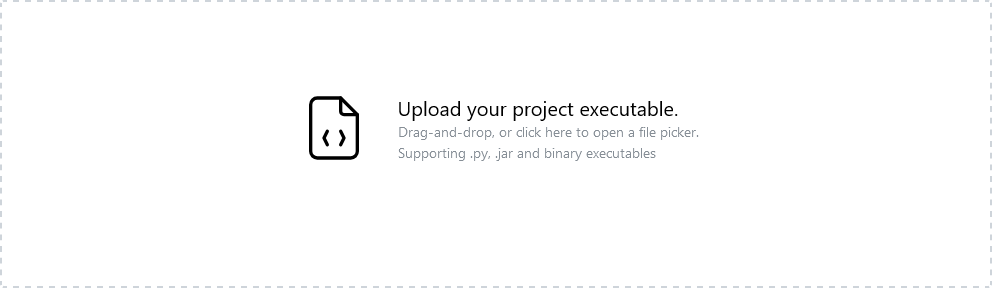 Upload your project executable.
Drag-and-drop, or click here to open a file picker.
Supporting .py, .jar and binary executables